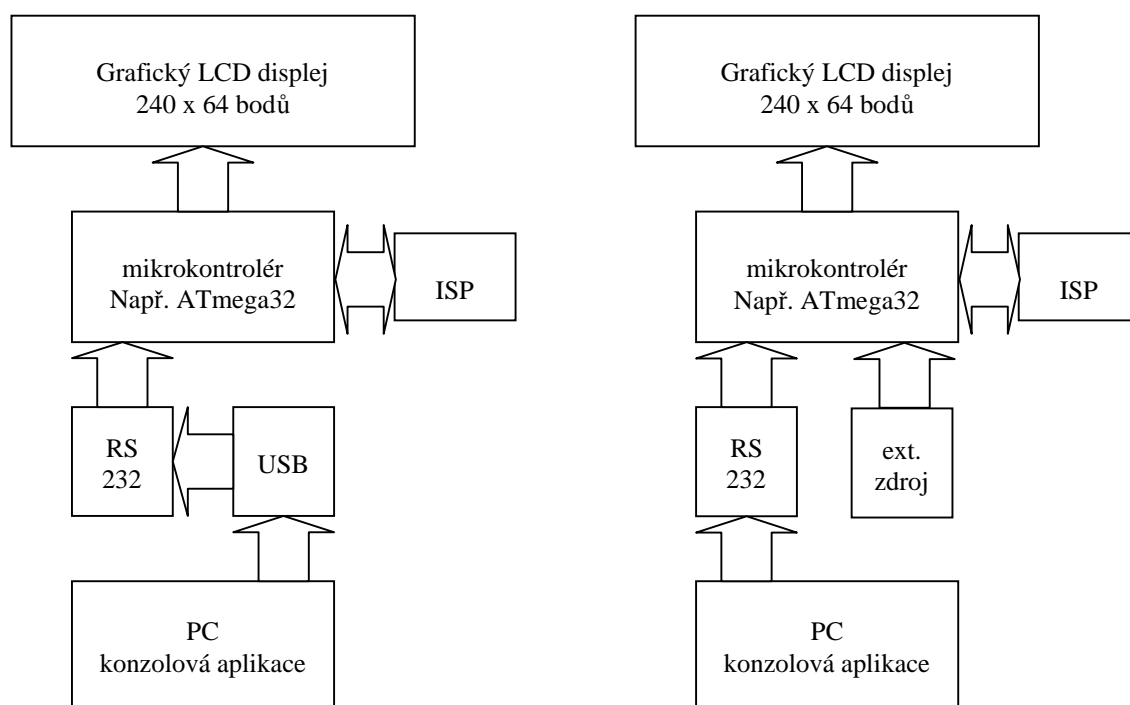 Grafický LCD displej
240 x 64 bodů
mikrokontrolér
Např. ATmega32
ISP
RS
232
USB
PC
konzolová aplikace
Grafický LCD displej
240 x 64 bodů
mikrokontrolér
Např. ATmega32
ISP
RS
232
ext.
zdroj
PC
konzolová aplikace